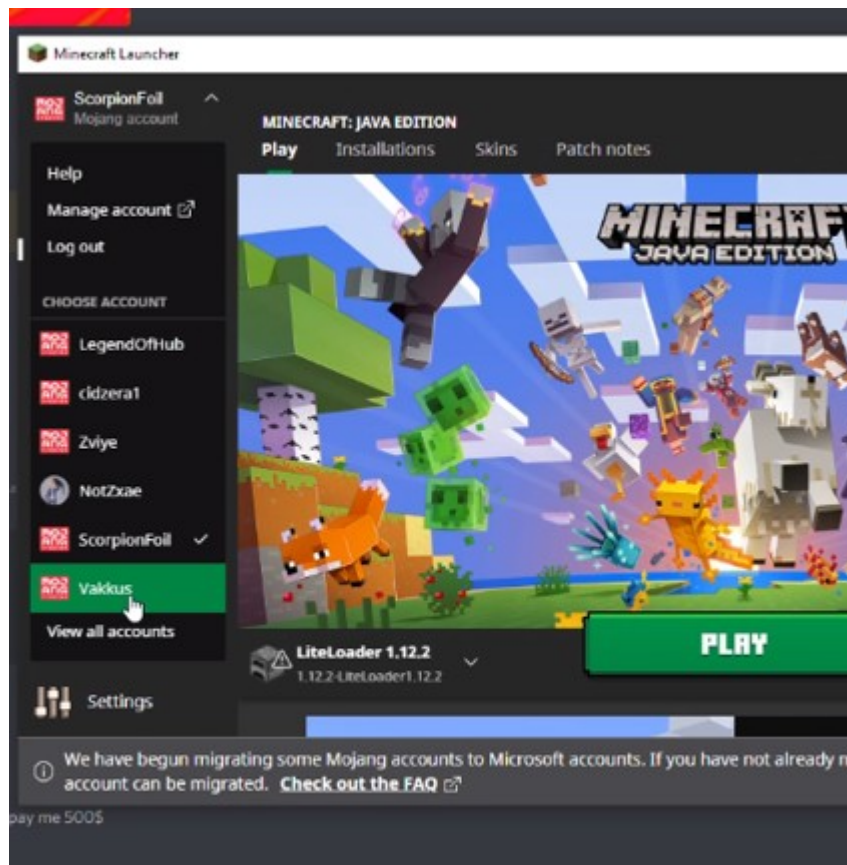 Minecraft Launcher
ScorpionFoil
Mojang account
MINECRAFT: JAVA EDITION
Play Installations Skins Patch notes
Help
Manage account
Log out
CHOOSE ACCOUNT
LegendOfHub
cidzera1
Zviye
NotZxae
ScorpionFoil
Vakkus
View all accounts
Settings
MINECRAF
JAVA EDITION
LiteLoader 1.12.2
1.12.2-LiteLoader1.12.2
PLAY
We have begun migrating some Mojang accounts to Microsoft accounts. If you have not already
account can be migrated. Check out the FAQ
pay me 500$